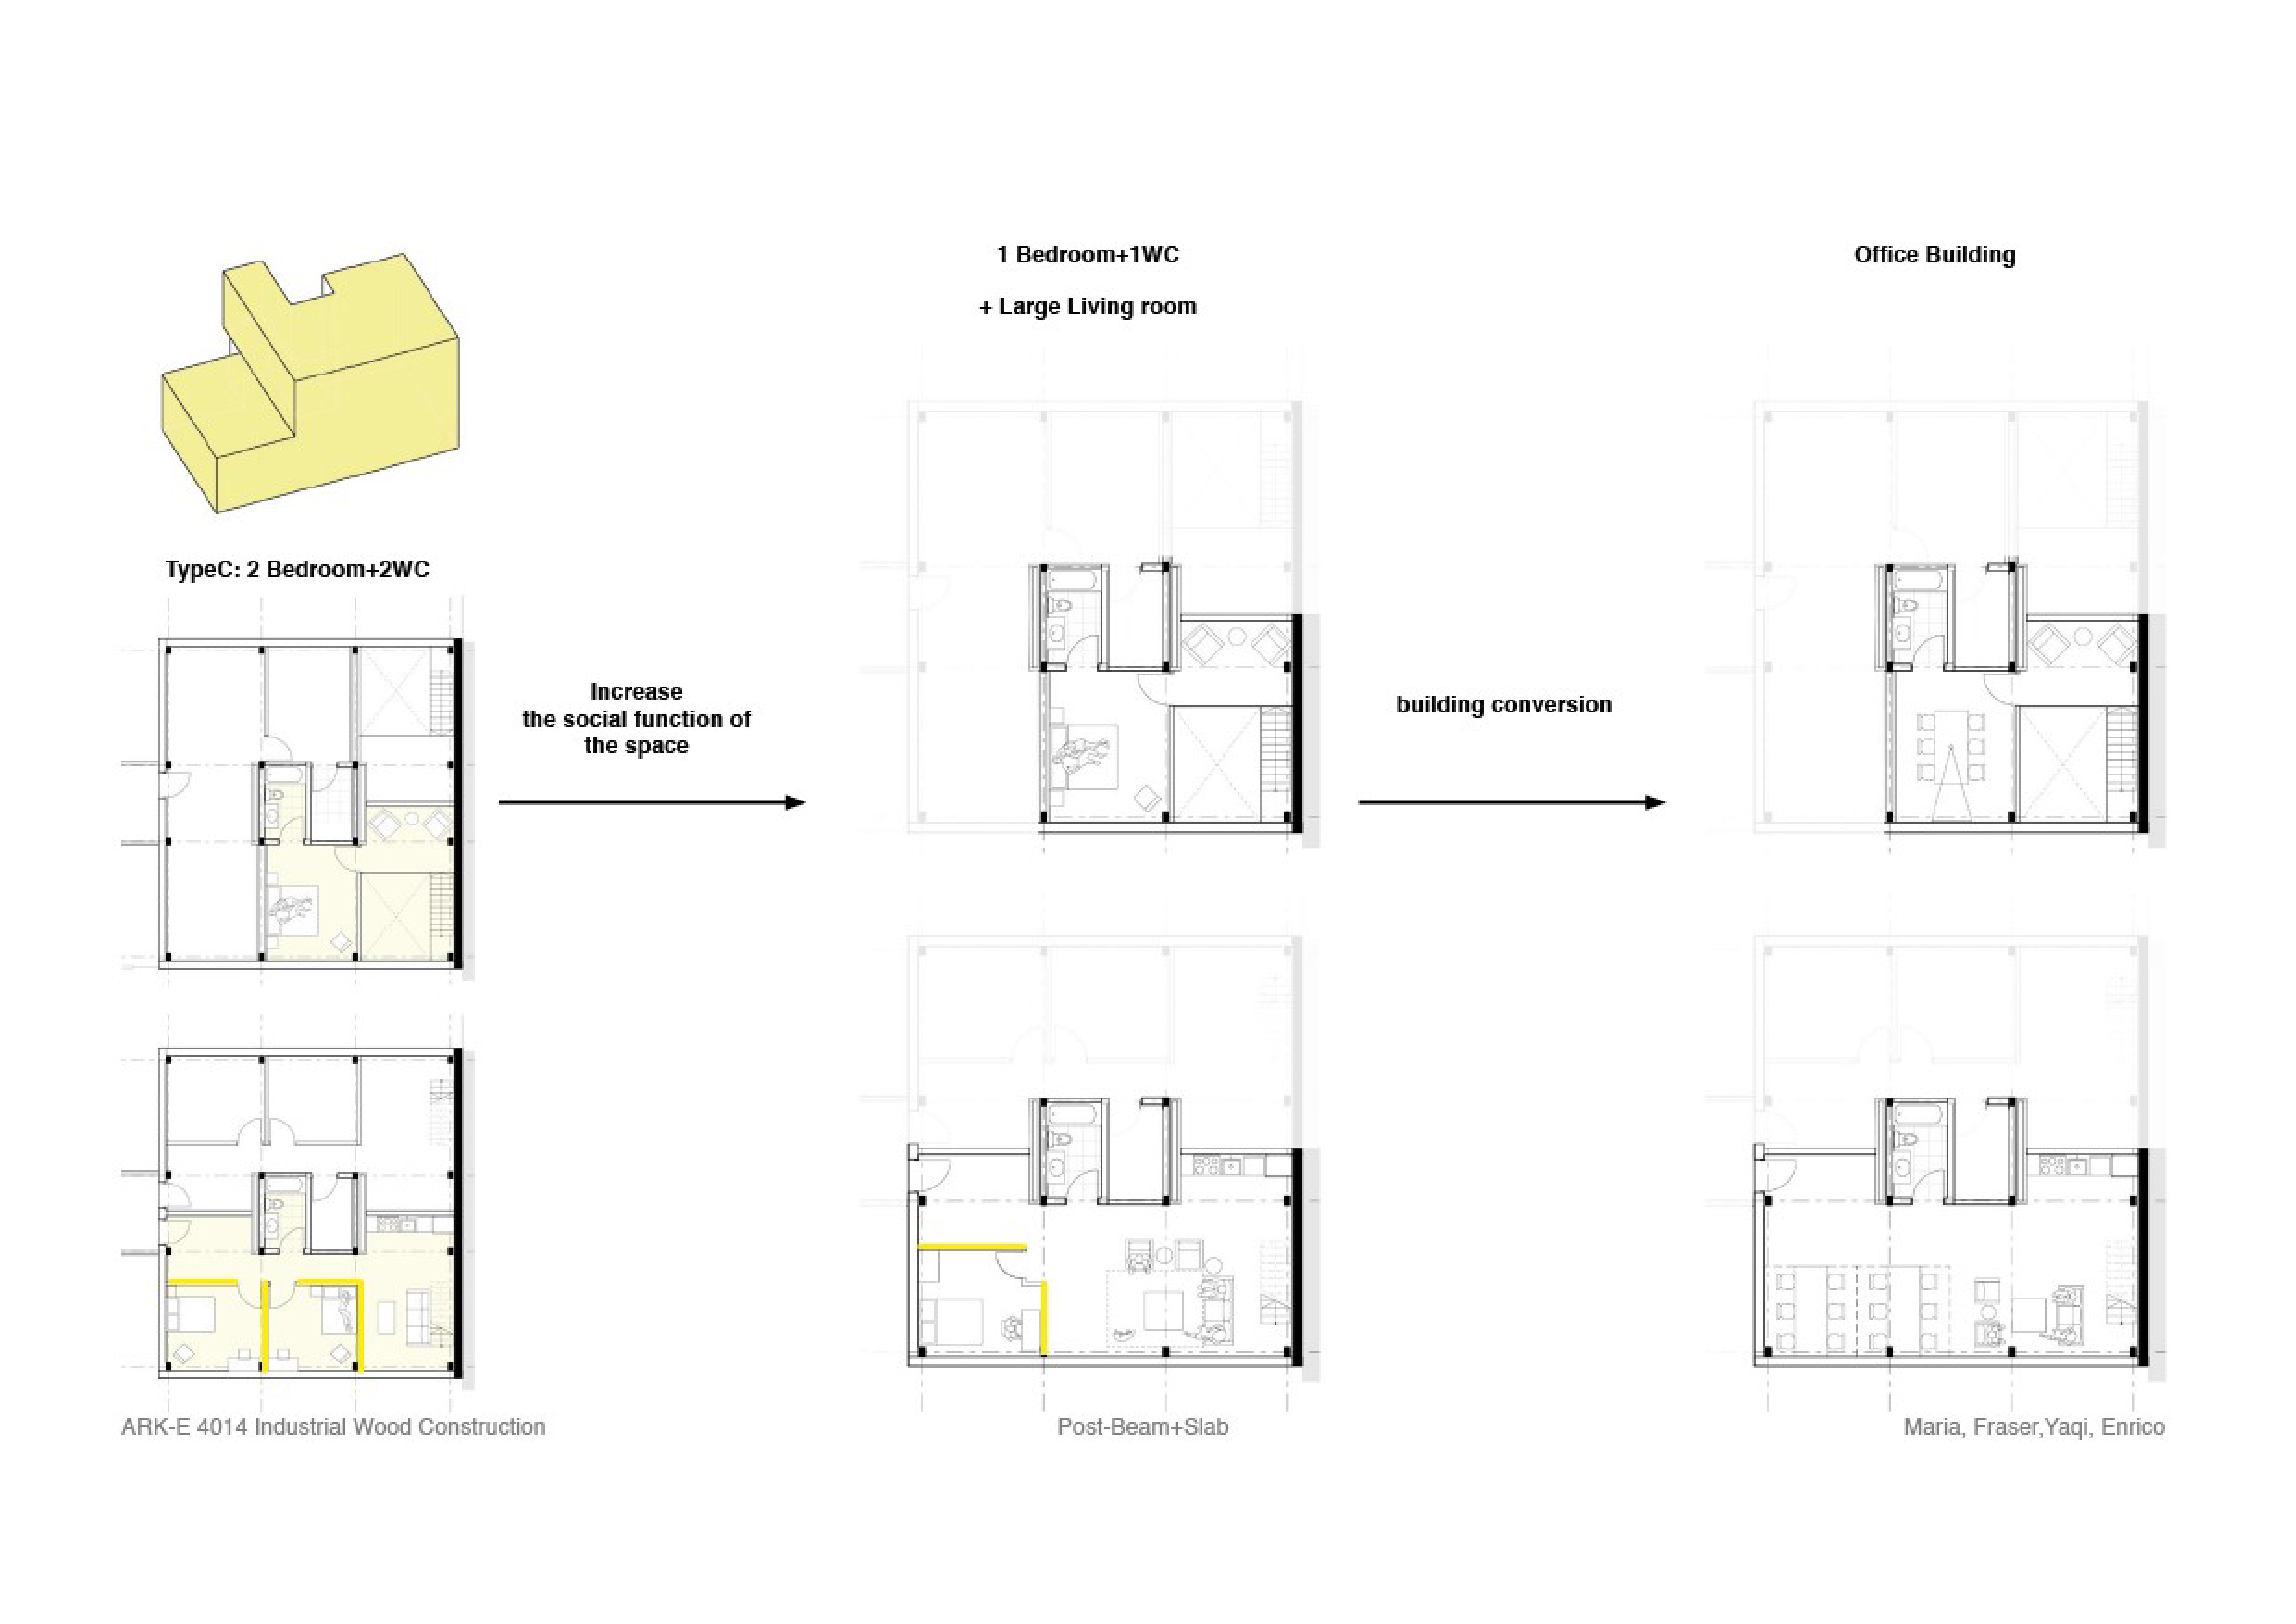 1 Bedroom+1WC
+ Large Living room
Office Building
TypeC: 2 Bedroom+2WC
Increase
the social function of
the space
building conversion
ARK-E 4014 Industrial Wood Construction
Post-Beam+Slab
Maria, Fraser,Yaqi, Enrico